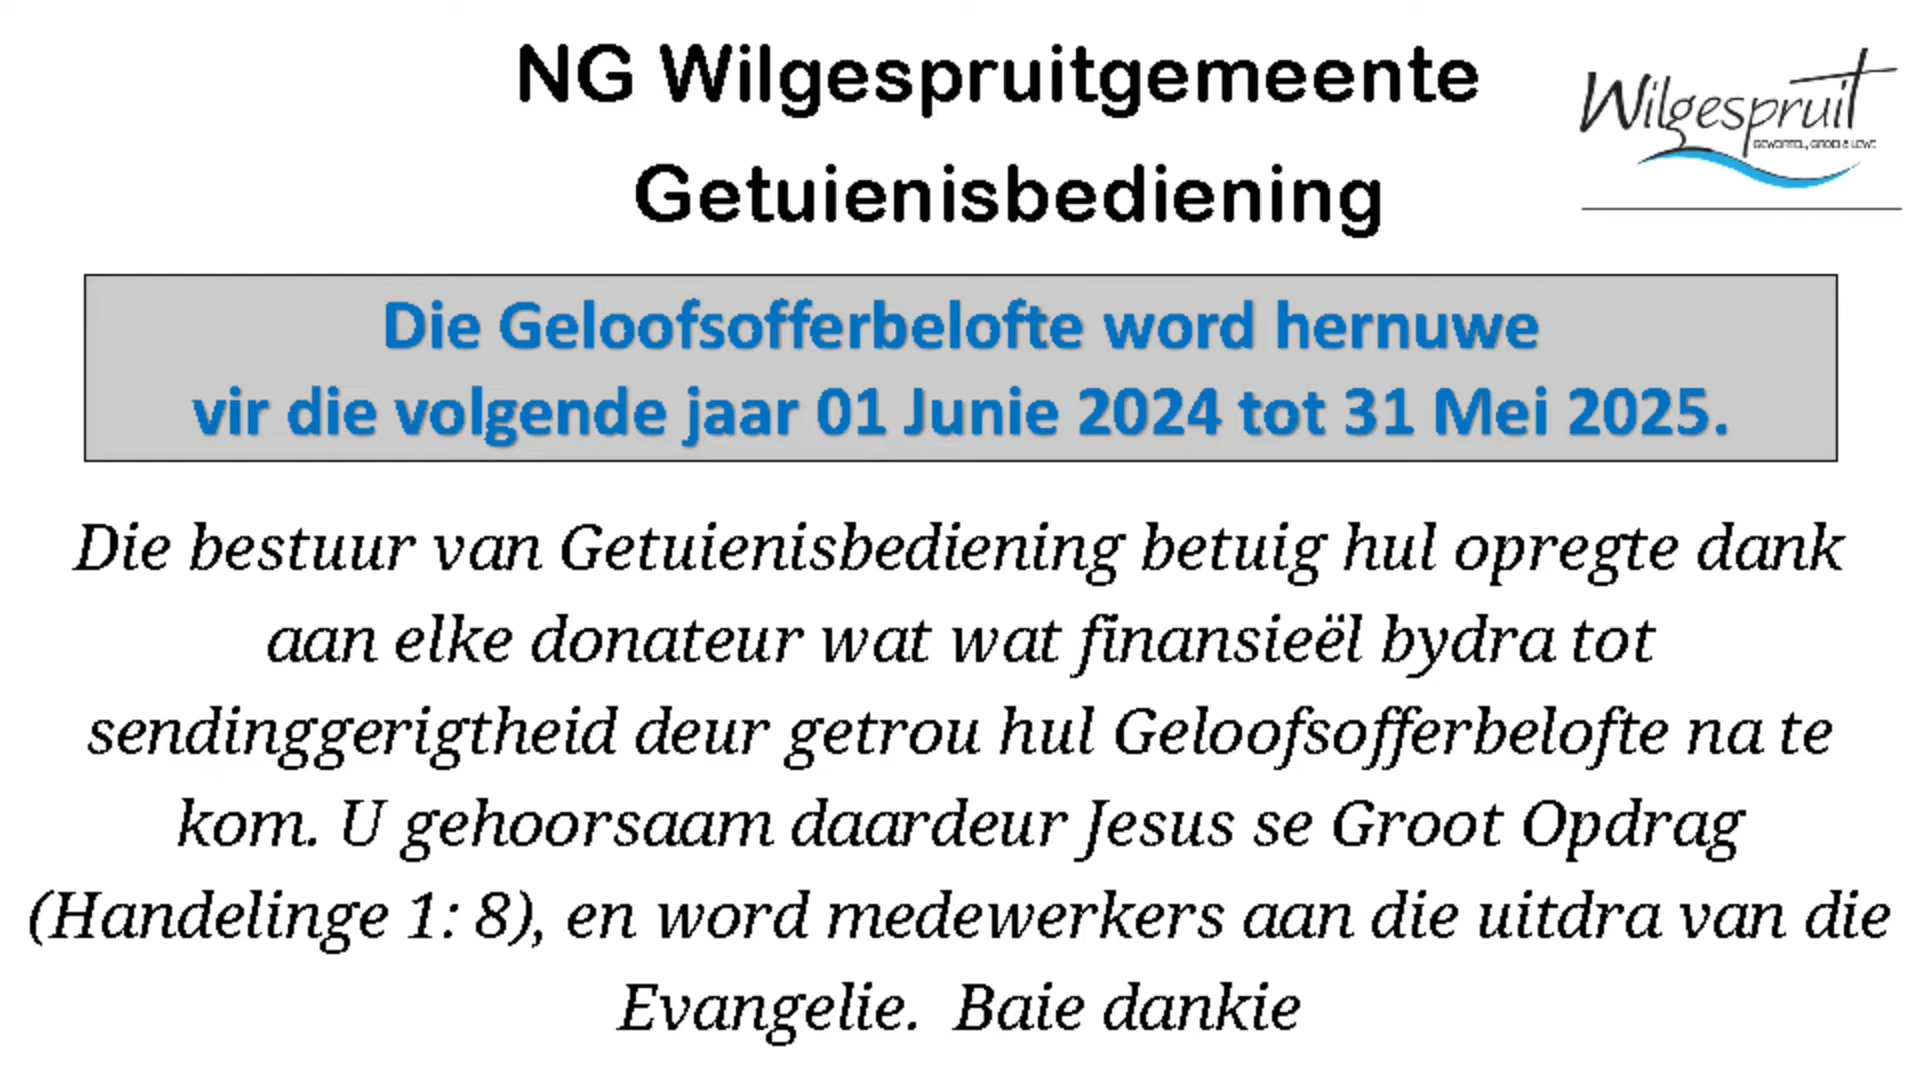 NG Wilgespruitgemeente
Getuienisbediening
Wilgespruit
Die Geloofsofferbelofte word hernuwe
vir die volgende jaar 01 Junie 2024 tot 31 Mei 2025.
Die bestuur van Getuienisbediening betuig hul opregte dank
aan elke donateur wat wat finansieël bydra tot
sendinggerigtheid deur getrou hul Geloofsofferbelofte na te
kom. U gehoorsaam daardeur Jesus se Groot Opdrag
(Handelinge 1: 8), en word medewerkers aan die uitdra van die
Evangelie. Baie dankie